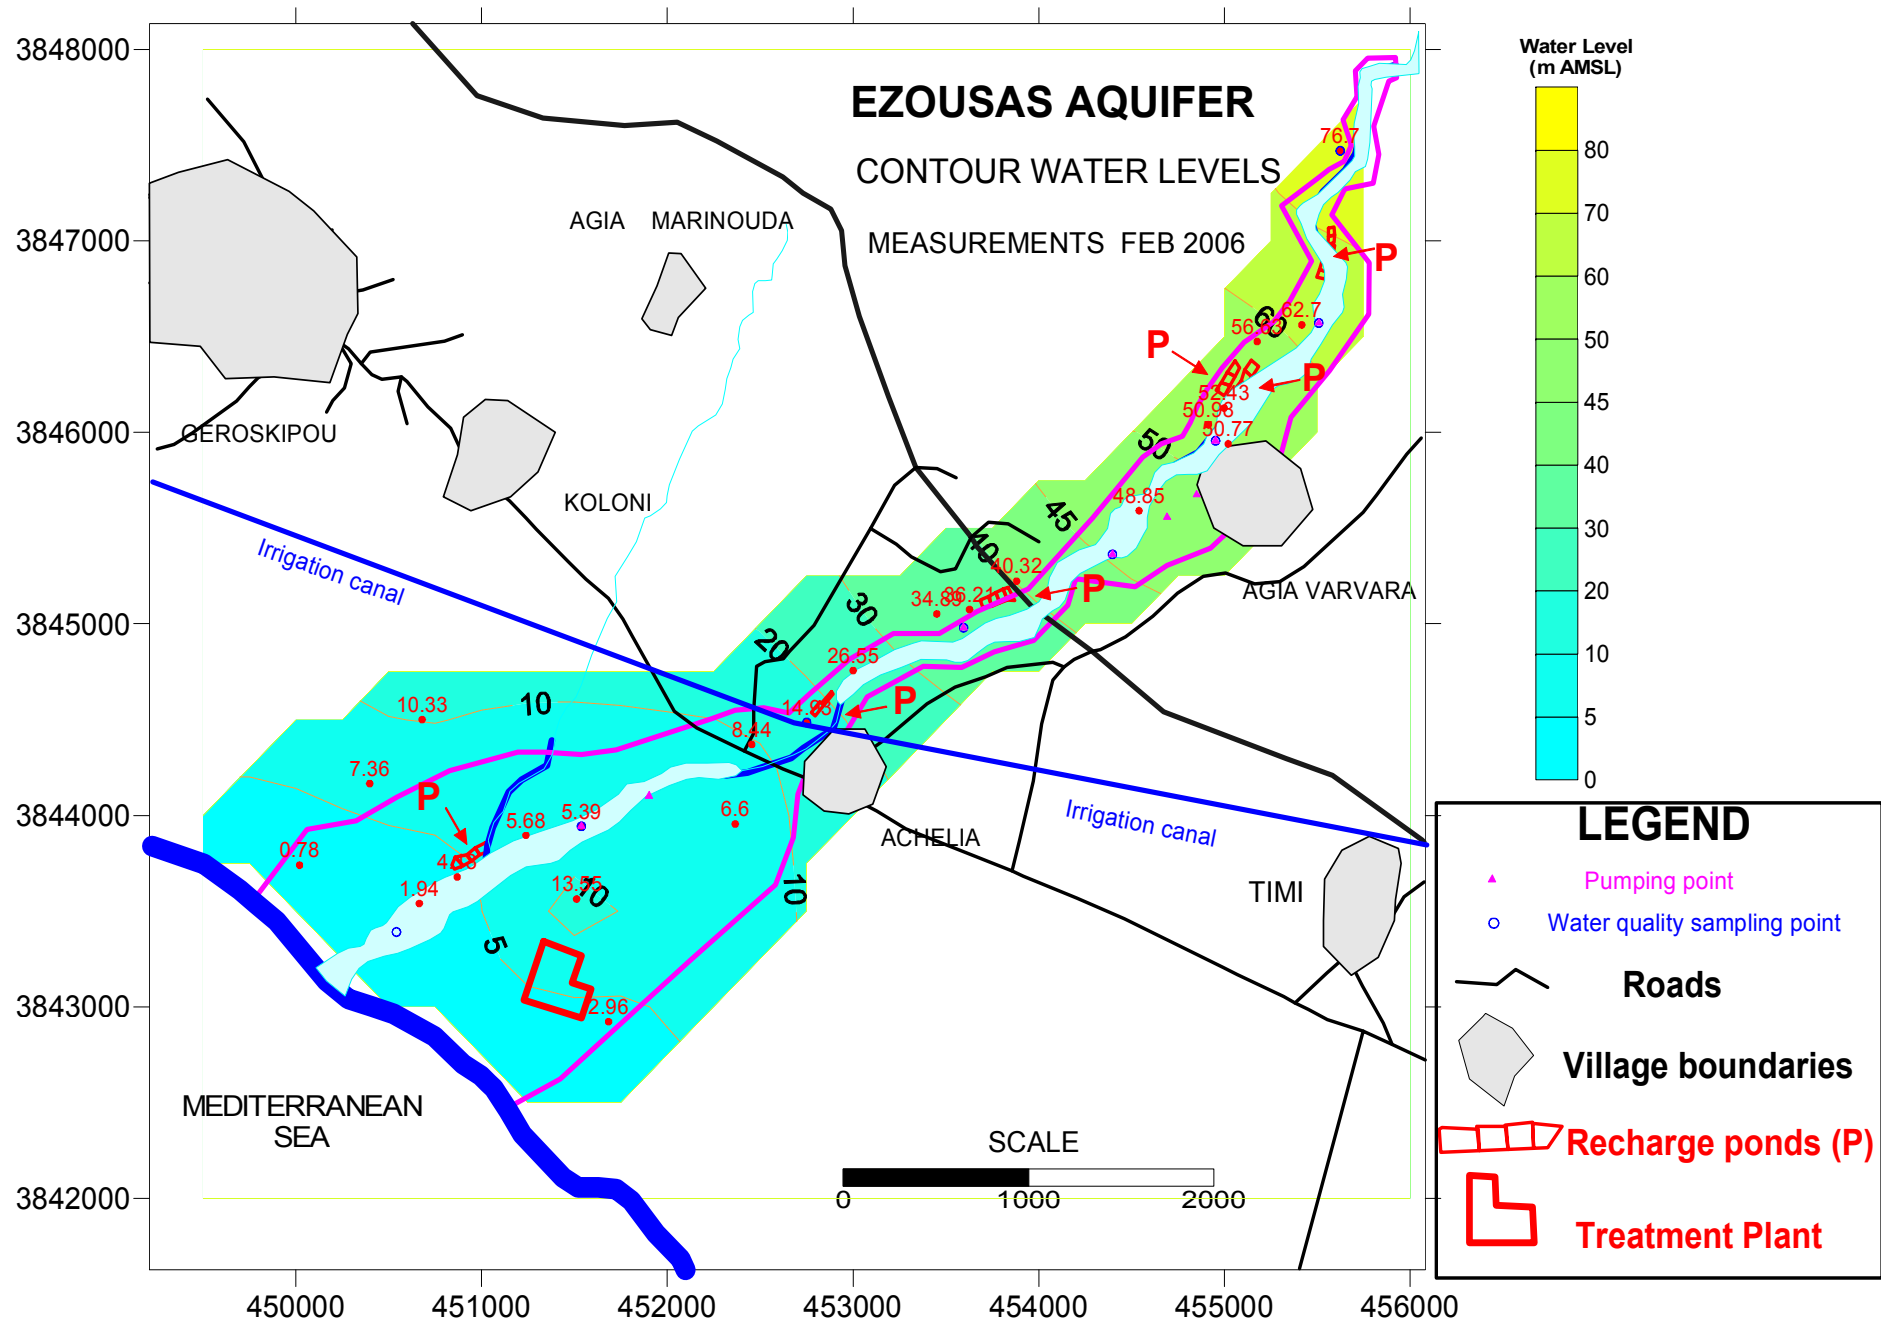 3848000
3847000
3846000
3845000
3844000
3843000
3842000
450000
451000
452000
453000
454000
455000
456000
EZOUSAS AQUIFER
CONTOUR WATER LEVELS
MEASUREMENTS FEB 2006
AGIA MARINOUDA
GEROSKIPOU
KOLONI
Irrigation canal
AGIA VARVARA
ACHELIA
Irrigation canal
TIMI
MEDITERRANEAN
SEA
SCALE
0
1000
2000
76.7
P
62.7
60
56.63
P
P
52.43
50.98
50.77
50
48.85
45
40
40.32
36.21
34.89
P
30
20
26.55
P
14.93
8.44
10.33
10
7.36
P
5.68
5.39
6.6
0.78
1.94
13.55
10
10
5
2.96
Water Level
(m AMSL)
80
70
60
50
45
40
30
20
10
5
0
LEGEND
Pumping point
Water quality sampling point
Roads
Village boundaries
Recharge ponds (P)
Treatment Plant